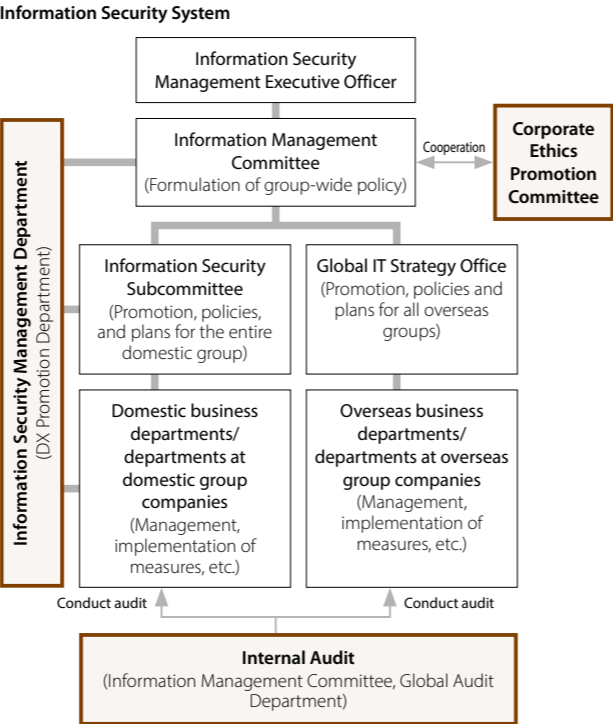 Information Security System
Information Security
Management Executive Officer
Information Management
Committee
(Formulation of group-wide policy)
Cooperation
Corporate
Ethics
Promotion
Committee
Information Security Management Department
(DX Promotion Department)
Information Security
Subcommittee
(Promotion, policies,
and plans for the entire
domestic group)
Global IT Strategy Office
(Promotion, policies and
plans for all overseas
groups)
Domestic business
departments/
departments at
domestic group
companies
(Management,
implementation of
measures, etc.)
Overseas business
departments/
departments at overseas
group companies
(Management,
implementation of
measures, etc.)
Conduct audit
Conduct audit
Internal Audit
(Information Management Committee, Global Audit
Department)